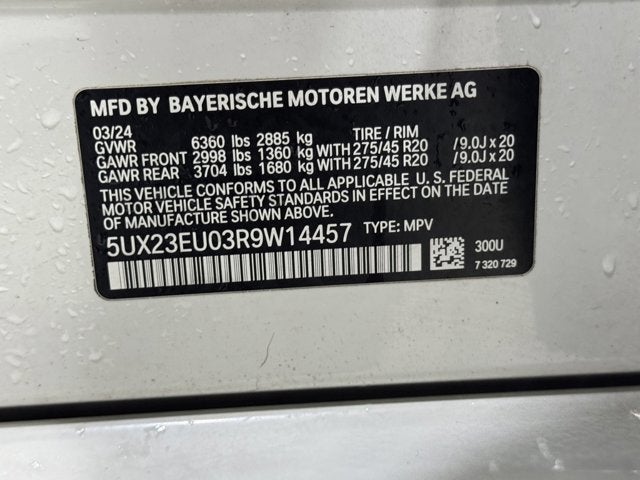 MFD BY BAYERISCHE MOTOREN WERKE AG
03/24
GVWR 6360 lbs 2885 kg TIRE / RIM
GAWR FRONT 2998 lbs 1360 kg WITH 275/45 R20 / 9.0J x 20
GAWR REAR 3704 lbs 1680 kg WITH 275/45 R20 / 9.0J x 20
THIS VEHICLE CONFORMS TO ALL APPLICABLE U. S. FEDERAL
MOTOR VEHICLE SAFETY STANDARDS IN EFFECT ON THE DATE
OF MANUFACTURE SHOWN ABOVE.
5UX23EU03R9W14457 TYPE: MPV
300U
7 320 729